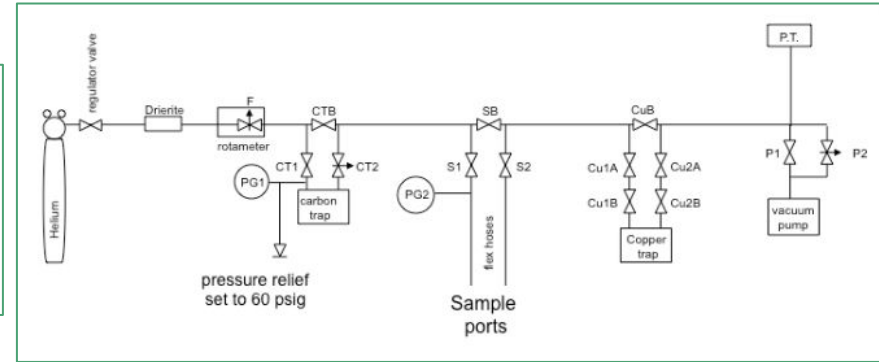 P.T.
regulator valve
Drierite
F
CTB
SB
CuB
rotameter
CT1
CT2
S1
S2
Cu1A
Cu2A
P1
P2
PG1
PG2
Cu1B
Cu2B
carbon
trap
Helium
flex hoses
vacuum
pump
Copper
trap
pressure relief
set to 60 psig
Sample
ports